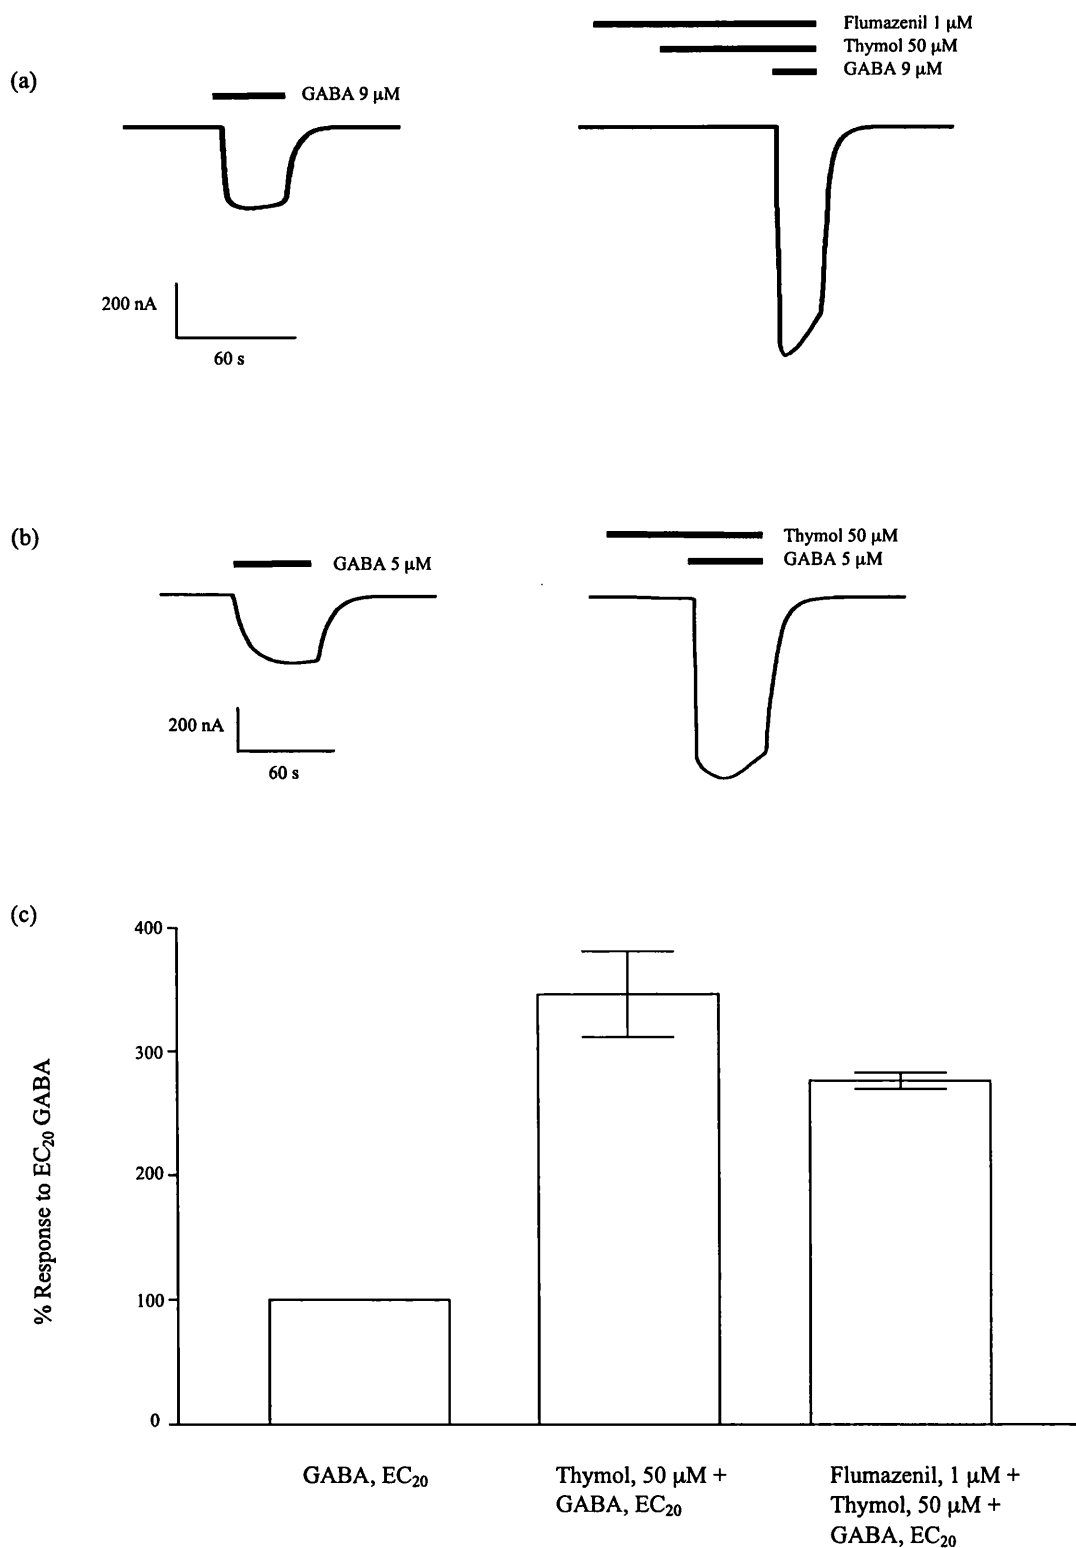 Flumazenil 1 µM
Thymol 50 µM
(a)
GABA 9 µM
GABA 9 µM
200 nA
60 s
(b)
Thymol 50 µM
GABA 5 µM
GABA 5 µM
200 nA
60 s
(c)
400
300
200
100
0
% Response to EC20 GABA
GABA, EC20
Thymol, 50 µM +
GABA, EC20
Flumazenil, 1 µM +
Thymol, 50 µM +
GABA, EC20